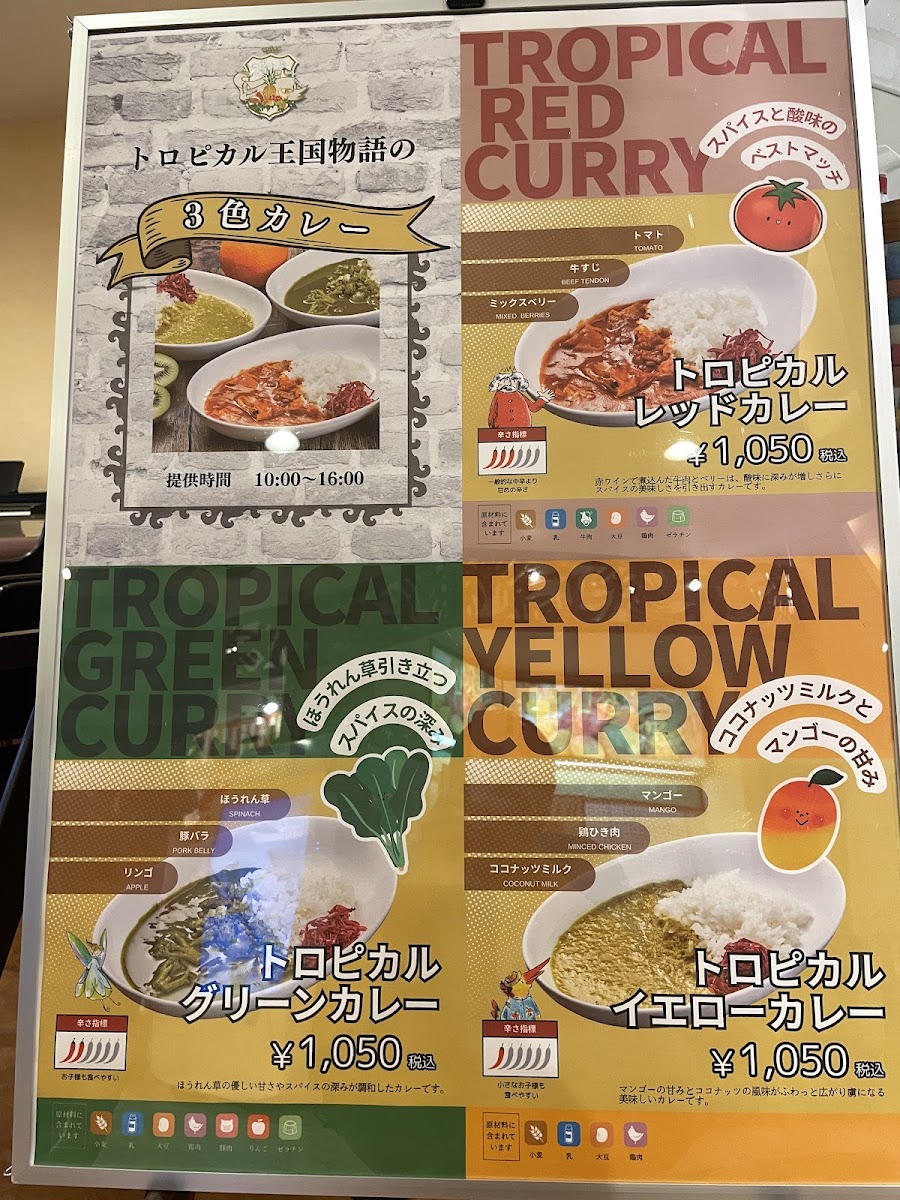 トロピカル王国物語の
3色カレー
提供時間 10:00〜16:00
TROPICAL
RED
CURRY
スパイスと酸味の
ベストマッチ
トマト
TOMATO
牛すじ
BEEF TENDON
ミックスベリー
MIXED BERRIES
トロピカル
レッドカレー
¥1,050 税込
辛さ指標
一般的な中辛より
甘めの辛さ
赤ワインで煮込んだ牛肉とベリーは、酸味に深みが増しさらに
スパイスの美味しさを引き出すカレーです。
原材料に
含まれて
います
小麦 乳 牛肉 大豆 鶏肉 ゼラチン
TROPICAL
GREEN
CURRY
ほうれん草引き立つ
スパイスの深み
ほうれん草
SPINACH
豚バラ
PORK BELLY
リンゴ
APPLE
トロピカル
グリーンカレー
¥1,050 税込
辛さ指標
お子様も食べやすい
ほうれん草の優しい甘さやスパイスの深みが調和したカレーです。
原材料に
含まれて
います
小麦 乳 大豆 鶏肉 豚肉 りんご ゼラチン
TROPICAL
YELLOW
CURRY
ココナッツミルクと
マンゴーの甘み
マンゴー
MANGO
鶏ひき肉
MINCED CHICKEN
ココナッツミルク
COCONUT MILK
トロピカル
イエローカレー
¥1,050 税込
辛さ指標
小さなお子様も
食べやすい
マンゴーの甘みとココナッツの風味がふわっと広がり虜になる
美味しいカレーです。
原材料に
含まれて
います
小麦 乳 大豆 鶏肉